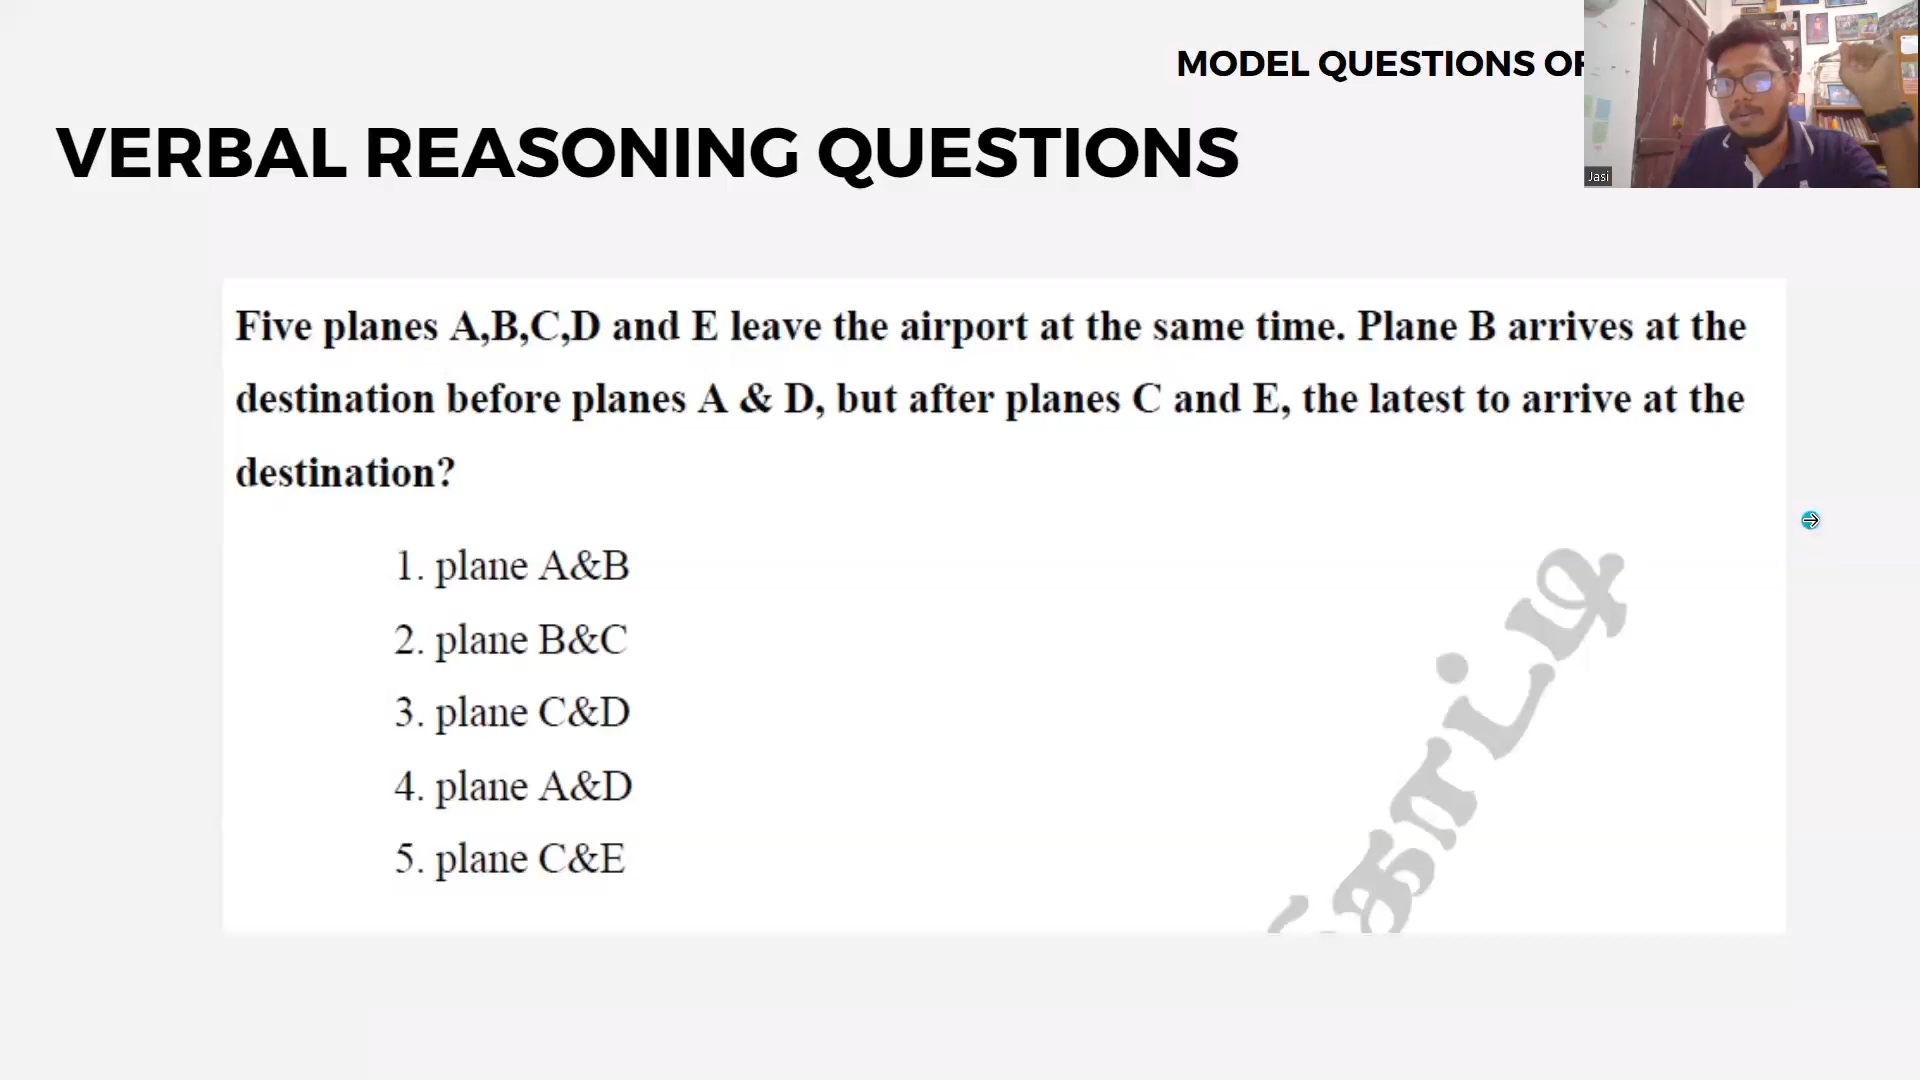 MODEL QUESTIONS OF
VERBAL REASONING QUESTIONS
Jasi
Five planes A,B,C,D and E leave the airport at the same time. Plane B arrives at the
destination before planes A & D, but after planes C and E, the latest to arrive at the
destination?
1. plane A&B
2. plane B&C
3. plane C&D
4. plane A&D
5. plane C&E